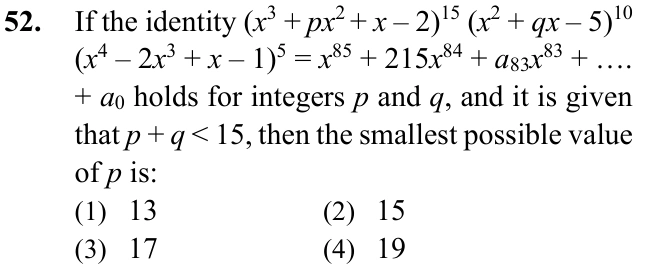 52. If the identity (x³ + px² + x – 2)¹⁵ (x² + qx – 5)¹⁰
(x⁴ – 2x³ + x – 1)⁵ = x⁸⁵ + 215x⁸⁴ + a₈₃x⁸³ + ....
+ a₀ holds for integers p and q, and it is given
that p + q < 15, then the smallest possible value
of p is:
(1) 13 (2) 15
(3) 17 (4) 19